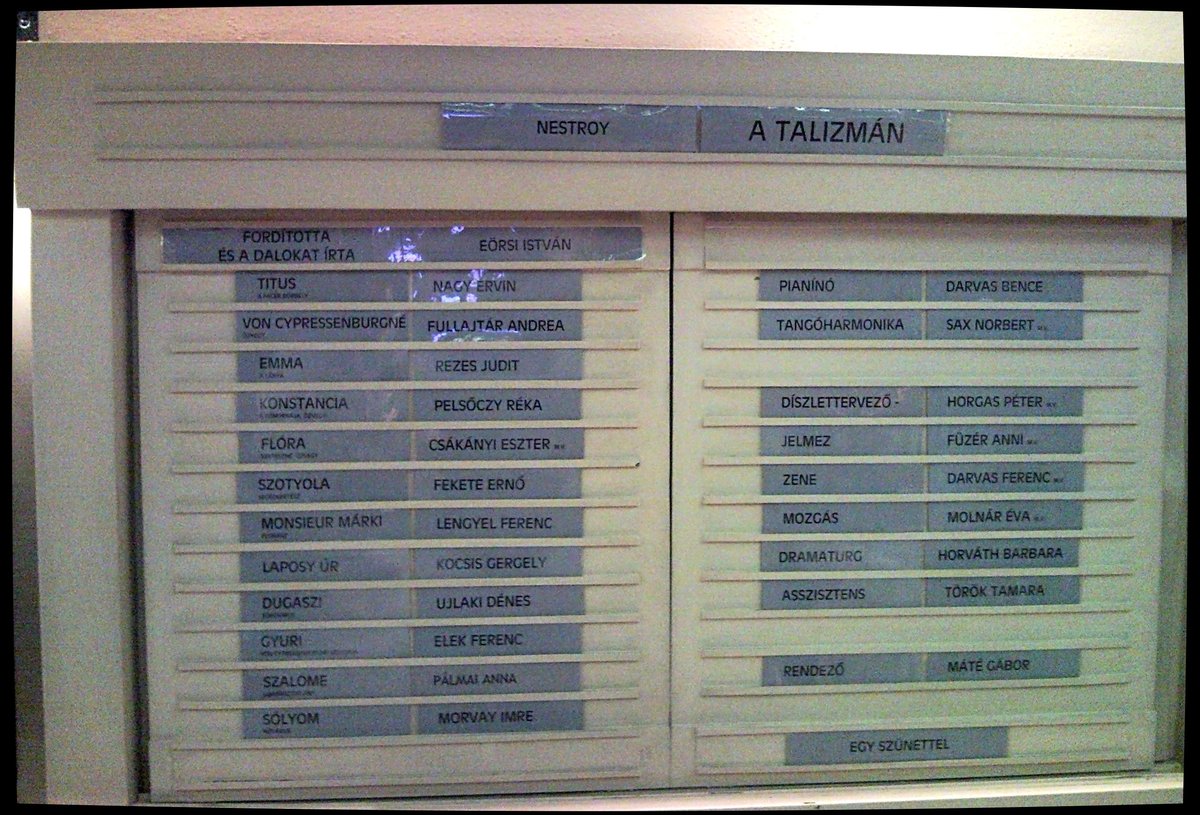 NESTROY A TALIZMÁN
FORDÍTOTTA
ÉS A DALOKAT ÍRTA EÖRSI ISTVÁN
TITUS NAGY ERVIN
VON CYPRESSENBURGNÉ FULLAJTÁR ANDREA
EMMA REZES JUDIT
KONSTANCIA PELSŐCZY RÉKA
FLÓRA CSÁKÁNYI ESZTER M.V.
SZOTYOLA FEKETE ERNŐ
MONSIEUR MÁRKI LENGYEL FERENC
LAPOSY ÚR KOCSIS GERGELY
DUGASZI UJLAKI DÉNES
GYURI ELEK FERENC
SZALOME PÁLMAI ANNA
SÓLYOM MORVAY IMRE
PIANÍNÓ DARVAS BENCE
TANGÓHARMONIKA SAX NORBERT M.V.
DÍSZLETTERVEZŐ - HORGAS PÉTER M.V.
JELMEZ FÜZÉR ANNI M.V.
ZENE DARVAS FERENC M.V.
MOZGÁS MOLNÁR ÉVA M.V.
DRAMATURG HORVÁTH BARBARA
ASSZISZTENS TÖRÖK TAMARA
RENDEZŐ MÁTÉ GÁBOR
EGY SZÜNETTEL